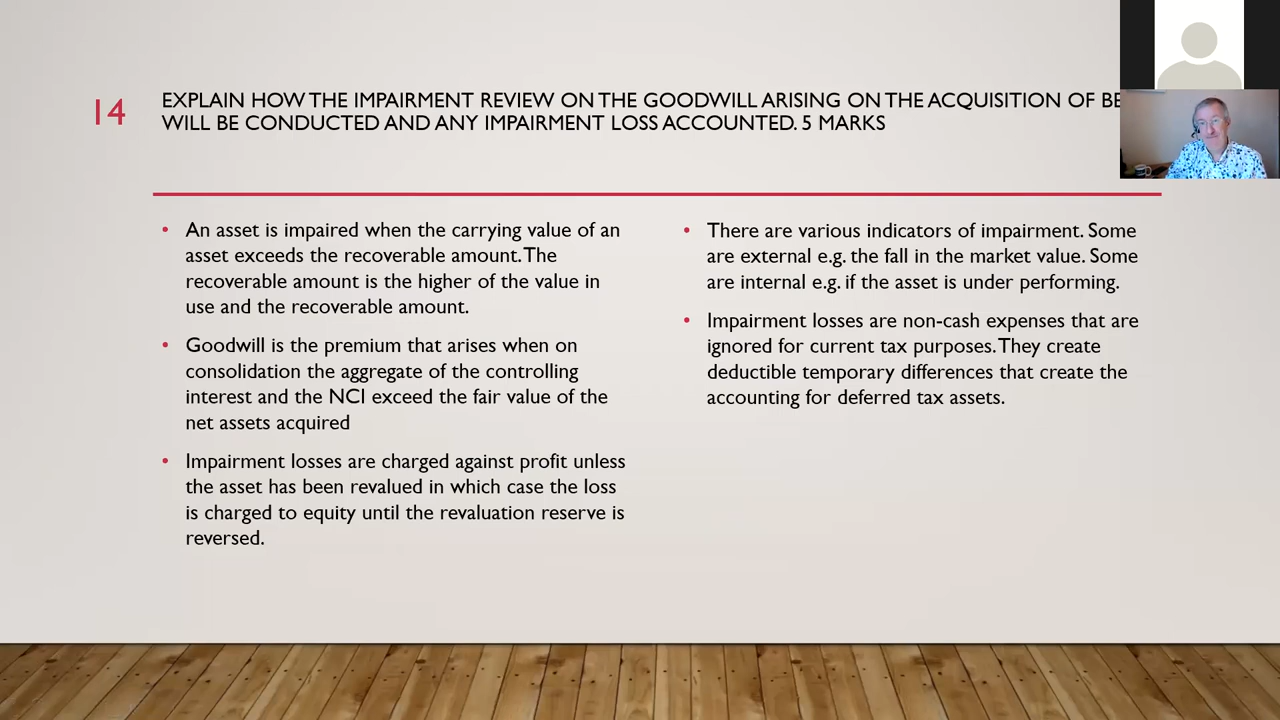 14
EXPLAIN HOW THE IMPAIRMENT REVIEW ON THE GOODWILL ARISING ON THE ACQUISITION OF
WILL BE CONDUCTED AND ANY IMPAIRMENT LOSS ACCOUNTED. 5 MARKS
• An asset is impaired when the carrying value of an
asset exceeds the recoverable amount. The
recoverable amount is the higher of the value in
use and the recoverable amount.
• Goodwill is the premium that arises when on
consolidation the aggregate of the controlling
interest and the NCI exceed the fair value of the
net assets acquired
• Impairment losses are charged against profit unless
the asset has been revalued in which case the loss
is charged to equity until the revaluation reserve is
reversed.
• There are various indicators of impairment. Some
are external e.g. the fall in the market value. Some
are internal e.g. if the asset is under performing.
• Impairment losses are non-cash expenses that are
ignored for current tax purposes. They create
deductible temporary differences that create the
accounting for deferred tax assets.